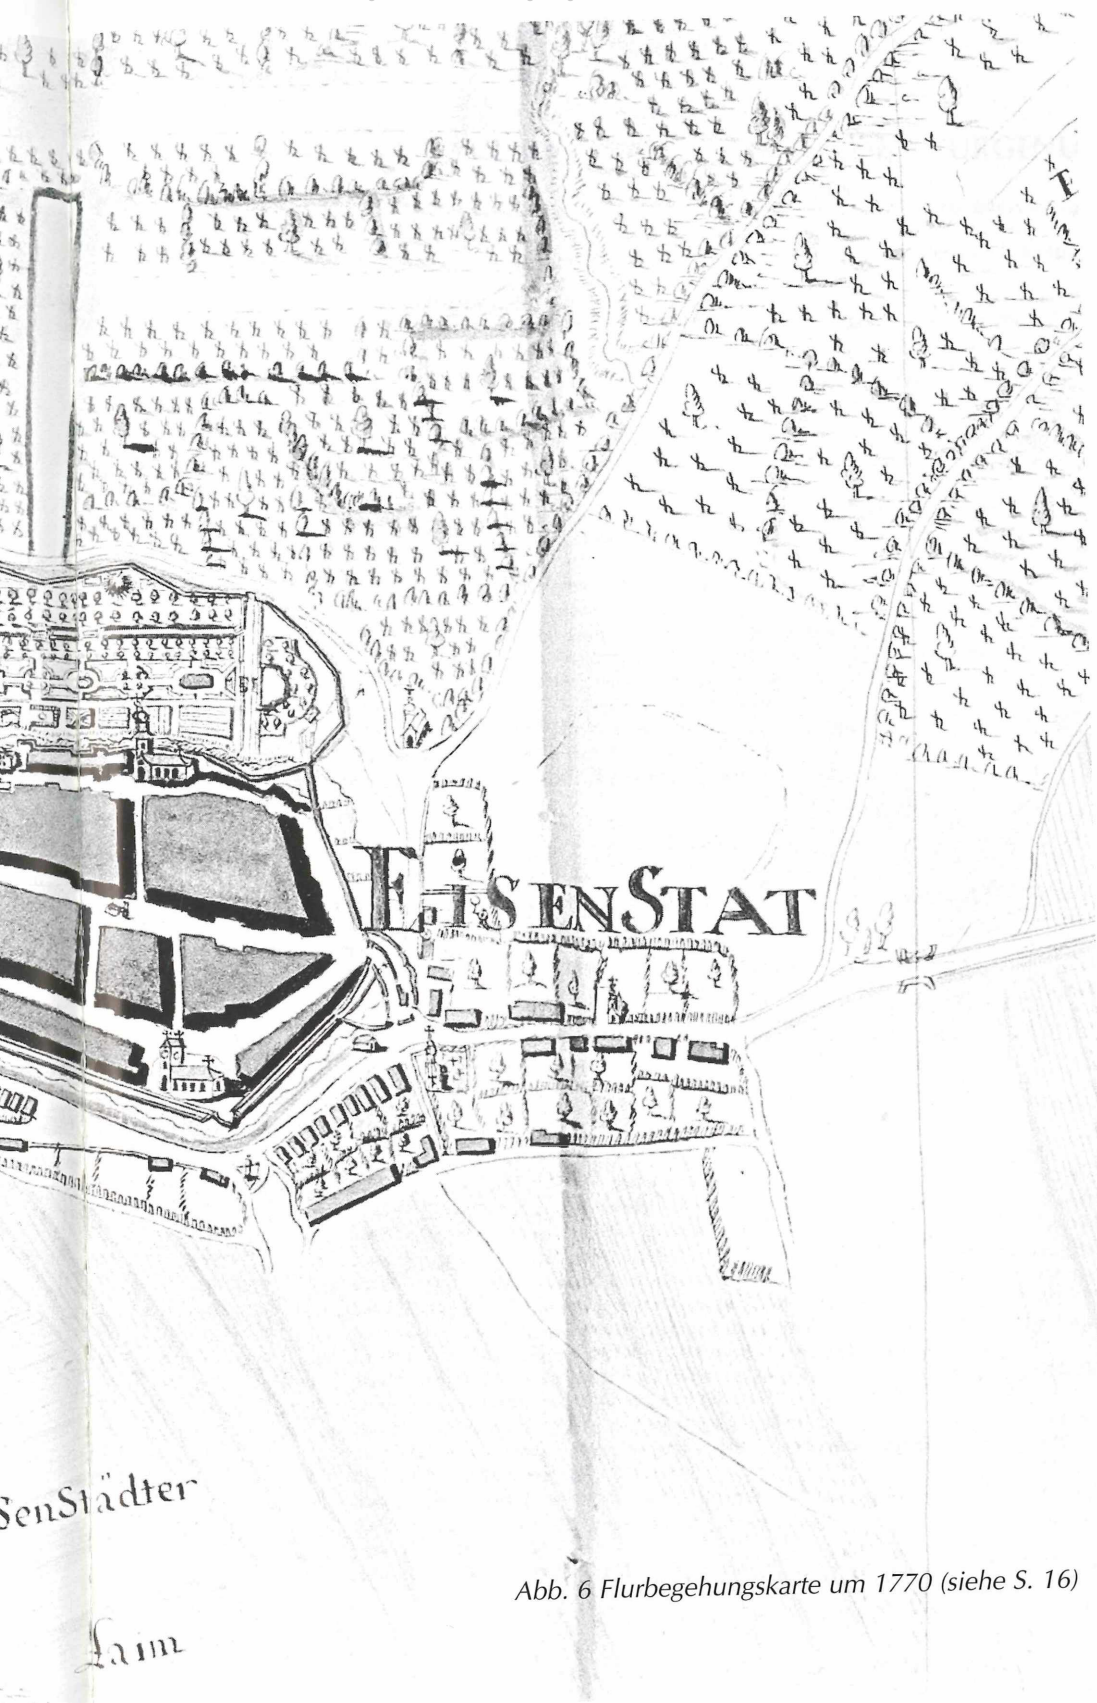 E
EISENSTAT
SenStädter
Laim
Abb. 6 Flurbegehungskarte um 1770 (siehe S. 16)